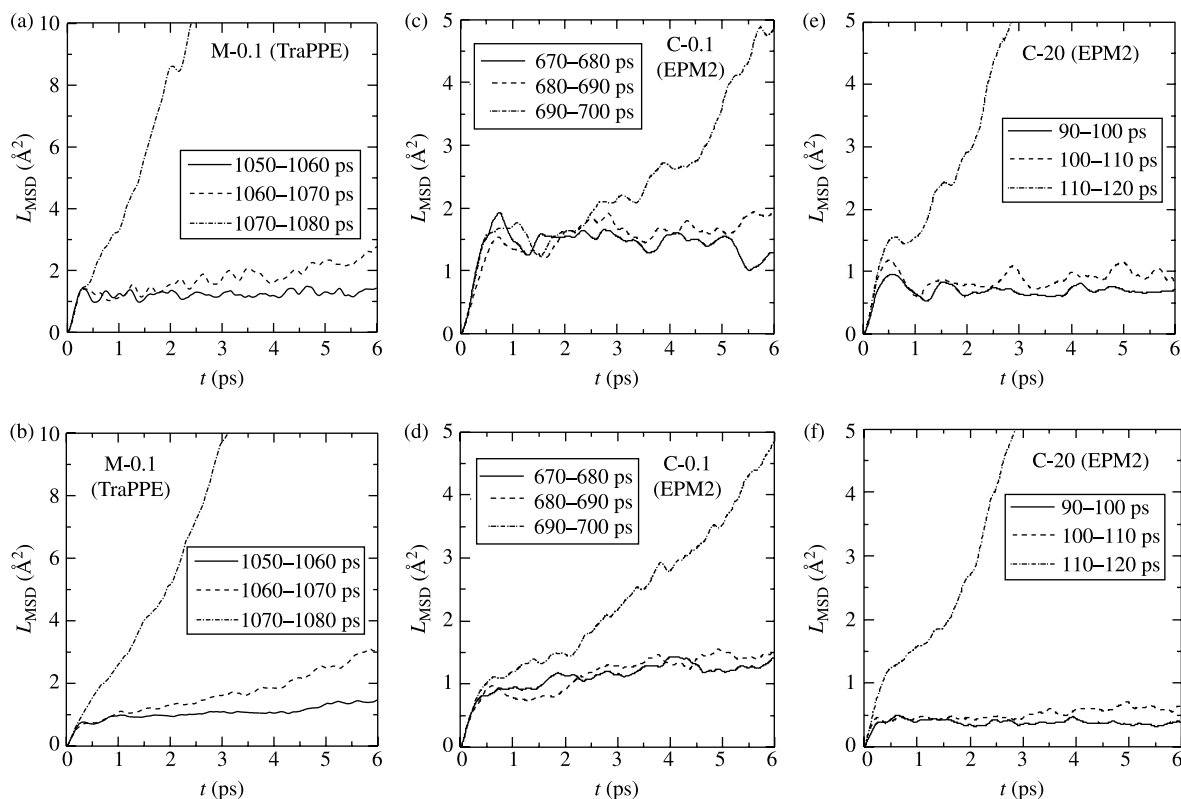 (a)
M-0.1 (TraPPE)
1050–1060 ps
1060–1070 ps
1070–1080 ps
L_MSD (Å²)
10
8
6
4
2
0
0 1 2 3 4 5 6
t (ps)
(c)
C-0.1
(EPM2)
670–680 ps
680–690 ps
690–700 ps
L_MSD (Å²)
5
4
3
2
1
0
0 1 2 3 4 5 6
t (ps)
(e)
C-20 (EPM2)
90–100 ps
100–110 ps
110–120 ps
L_MSD (Å²)
5
4
3
2
1
0
0 1 2 3 4 5 6
t (ps)
(b)
M-0.1
(TraPPE)
1050–1060 ps
1060–1070 ps
1070–1080 ps
L_MSD (Å²)
10
8
6
4
2
0
0 1 2 3 4 5 6
t (ps)
(d)
C-0.1
(EPM2)
670–680 ps
680–690 ps
690–700 ps
L_MSD (Å²)
5
4
3
2
1
0
0 1 2 3 4 5 6
t (ps)
(f)
C-20 (EPM2)
90–100 ps
100–110 ps
110–120 ps
L_MSD (Å²)
5
4
3
2
1
0
0 1 2 3 4 5 6
t (ps)